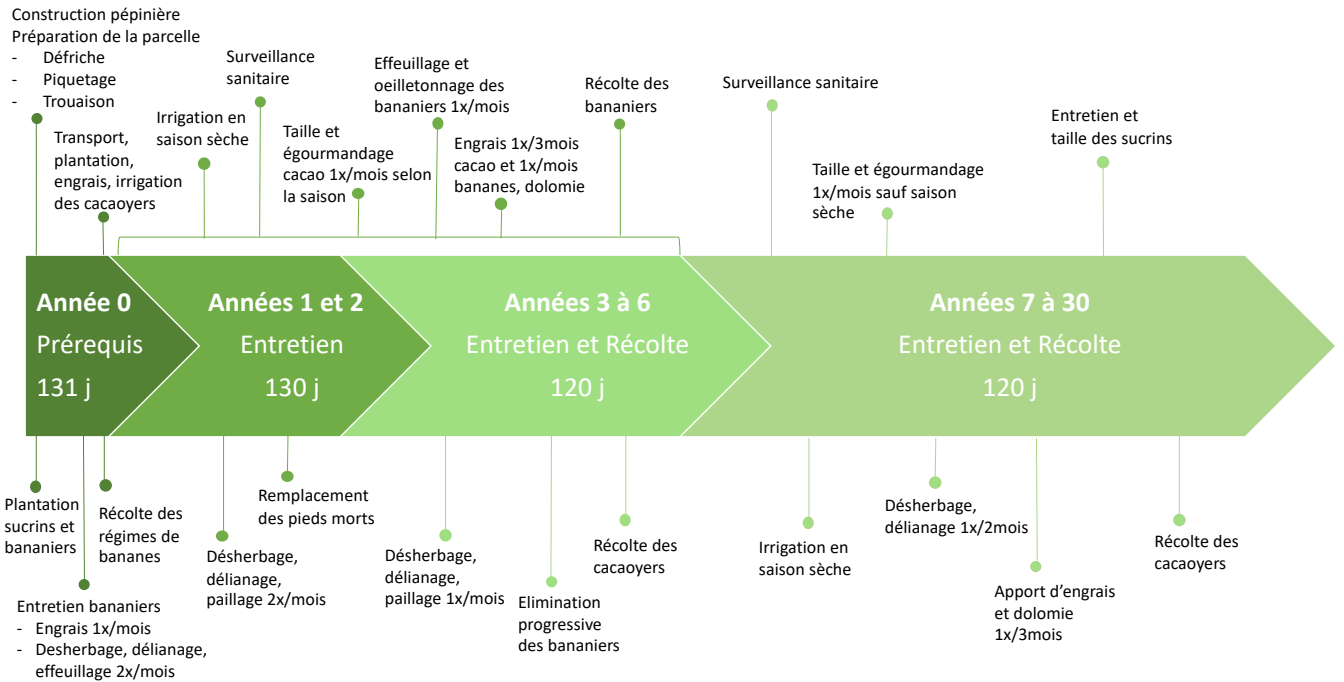 Construction pépinière
Préparation de la parcelle
- Défriche
- Piquetage
- Trouaison
Transport,
plantation,
engrais, irrigation
des cacaoyers
Irrigation en
saison sèche
Surveillance
sanitaire
Taille et
égourmandage
cacao 1x/mois selon
la saison
Effeuillage et
oeilletonnage des
bananiers 1x/mois
Engrais 1x/3mois
cacao et 1x/mois
bananes, dolomie
Récolte des
bananiers
Surveillance sanitaire
Taille et égourmandage
1x/mois sauf saison
sèche
Entretien et
taille des sucrins
Année 0
Prérequis
131 j
Années 1 et 2
Entretien
130 j
Années 3 à 6
Entretien et Récolte
120 j
Années 7 à 30
Entretien et Récolte
120 j
Plantation
sucrins et
bananiers
Récolte des
régimes de
bananes
Entretien bananiers
- Engrais 1x/mois
- Desherbage, délianage,
effeuillage 2x/mois
Désherbage,
délianage,
paillage 2x/mois
Remplacement
des pieds morts
Désherbage,
délianage,
paillage 1x/mois
Elimination
progressive
des bananiers
Récolte des
cacaoyers
Irrigation en
saison sèche
Désherbage,
délianage 1x/2mois
Apport d'engrais
et dolomie
1x/3mois
Récolte des
cacaoyers